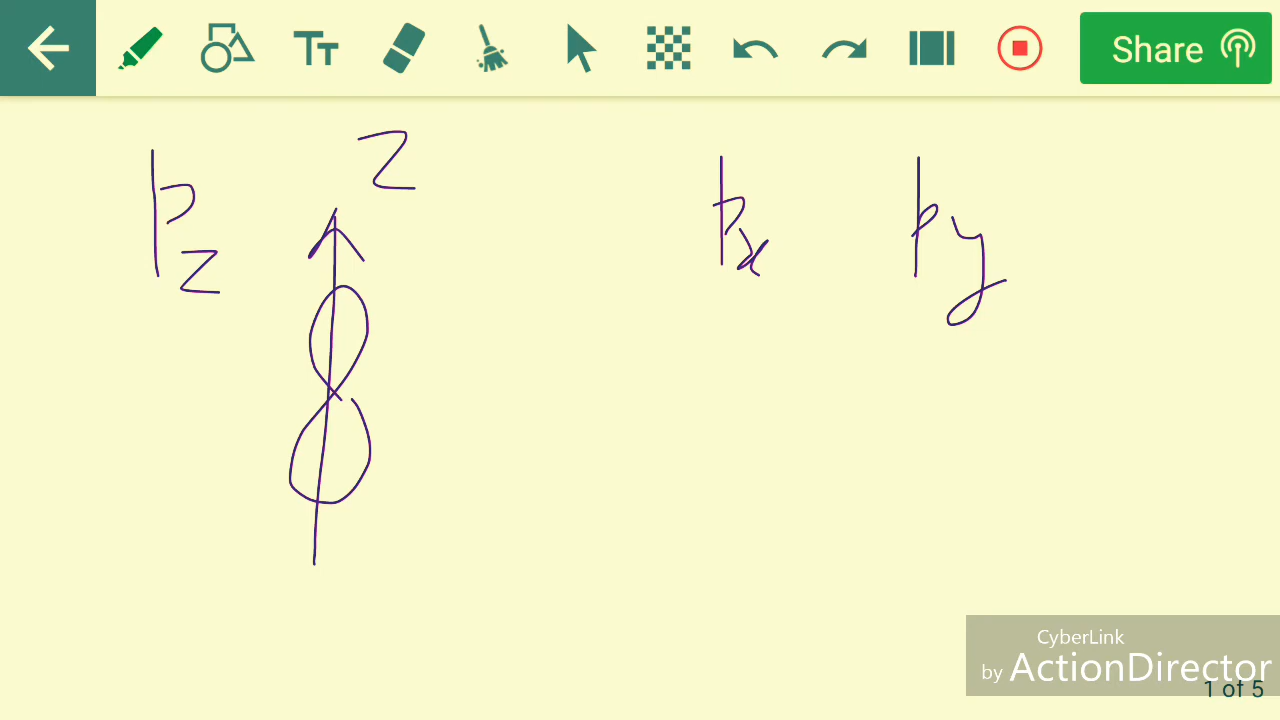 Share
z
Pz
Px Py
CyberLink
by ActionDirector
1 of 5